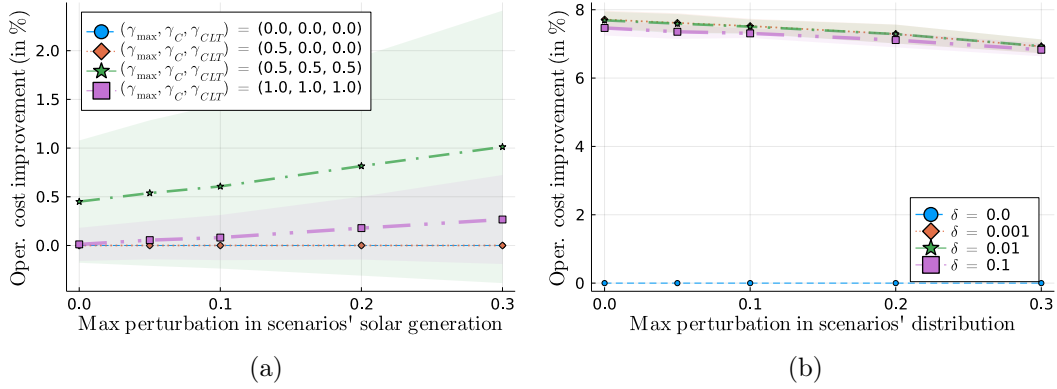 Oper. cost improvement (in %)
2.0
1.5
1.0
0.5
0.0
(γmax, γC, γCLT) = (0.0, 0.0, 0.0)
(γmax, γC, γCLT) = (0.5, 0.0, 0.0)
(γmax, γC, γCLT) = (0.5, 0.5, 0.5)
(γmax, γC, γCLT) = (1.0, 1.0, 1.0)
0.0 0.1 0.2 0.3
Max perturbation in scenarios' solar generation
(a)
Oper. cost improvement (in %)
8
6
4
2
0
δ = 0.0
δ = 0.001
δ = 0.01
δ = 0.1
0.0 0.1 0.2 0.3
Max perturbation in scenarios' distribution
(b)